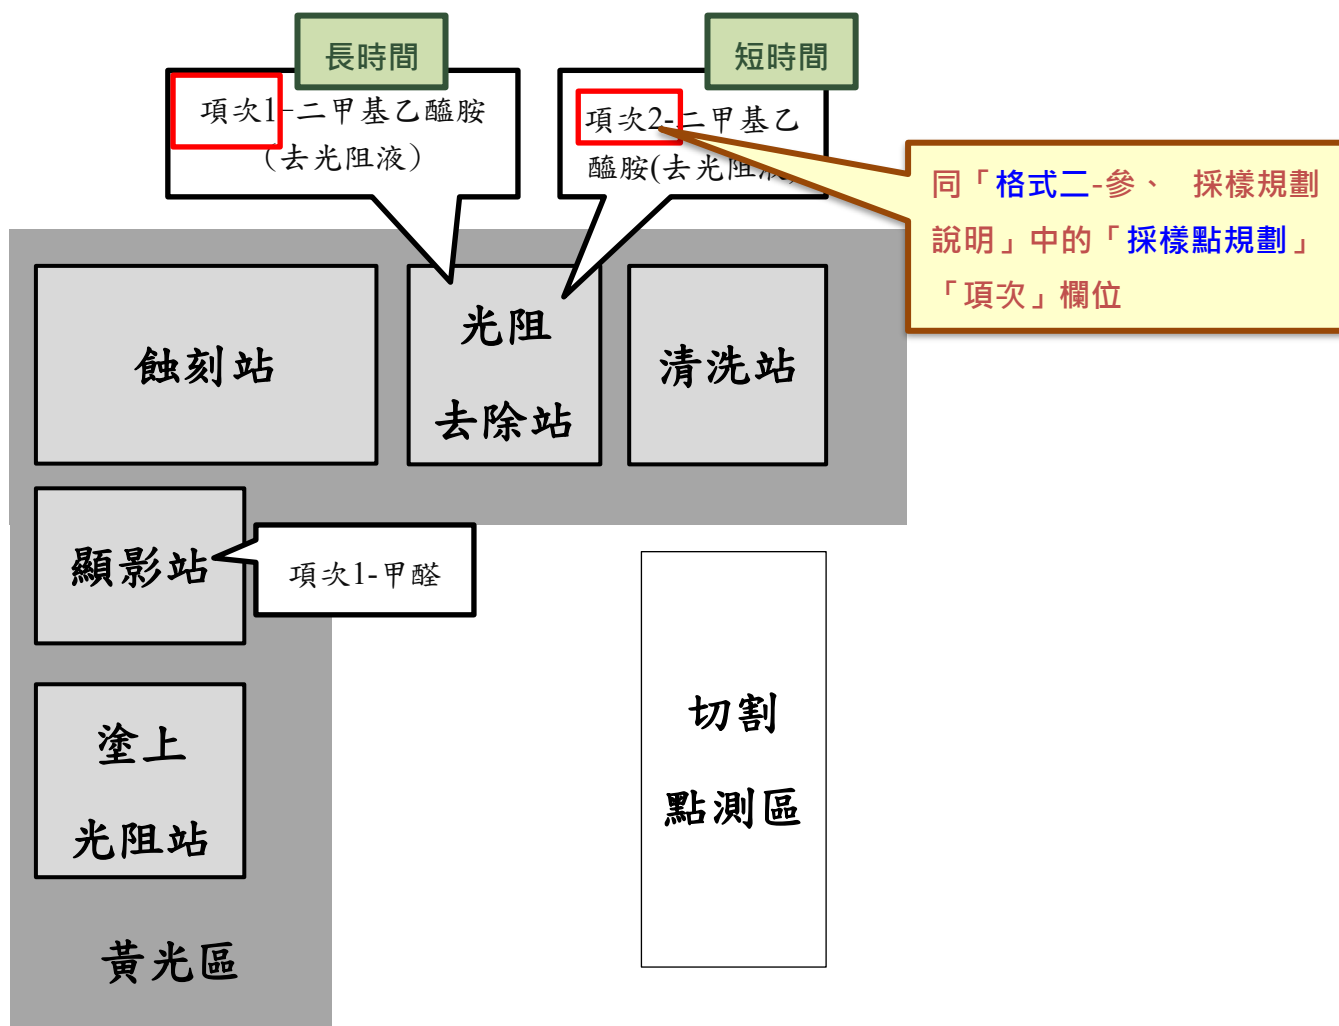 長時間
項次1-二甲基乙醯胺
（去光阻液）
短時間
項次2-二甲基乙
醯胺(去光阻液
同「格式二-參、 採樣規劃
說明」中的「採樣點規劃」
「項次」欄位
蝕刻站
光阻
去除站
清洗站
顯影站
項次1-甲醛
塗上
光阻站
黃光區
切割
點測區